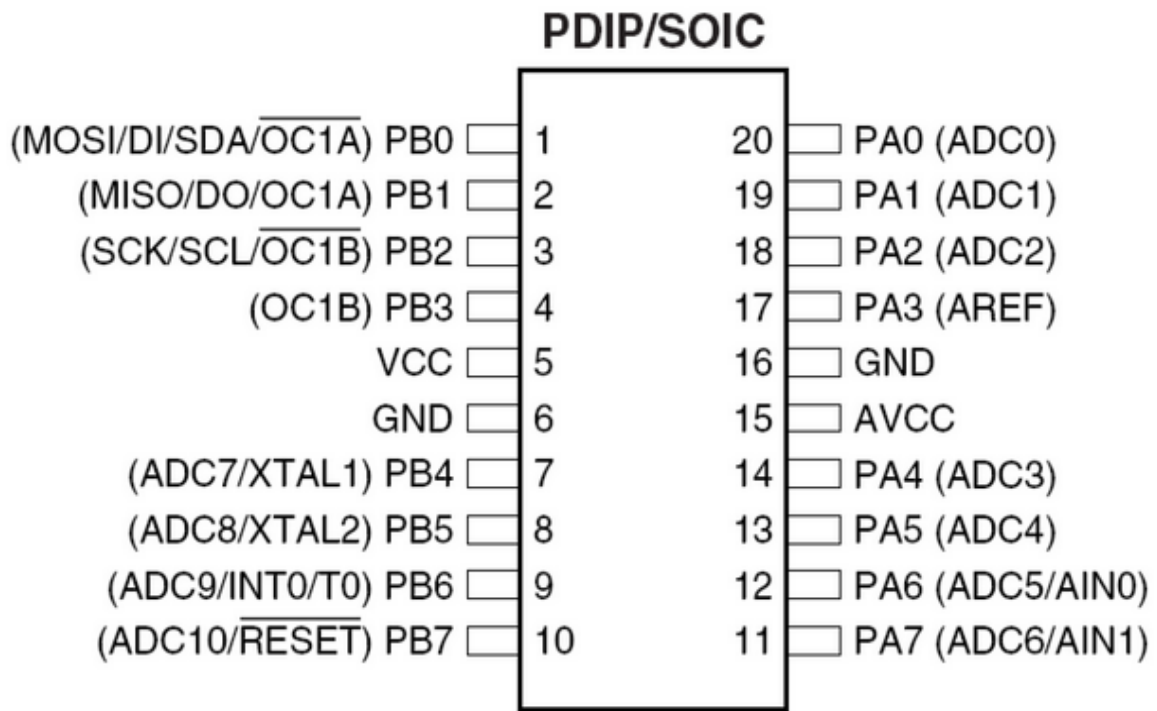 PDIP/SOIC
(MOSI/DI/SDA/OC1A) PB0 1 20 PA0 (ADC0)
(MISO/DO/OC1A) PB1 2 19 PA1 (ADC1)
(SCK/SCL/OC1B) PB2 3 18 PA2 (ADC2)
(OC1B) PB3 4 17 PA3 (AREF)
VCC 5 16 GND
GND 6 15 AVCC
(ADC7/XTAL1) PB4 7 14 PA4 (ADC3)
(ADC8/XTAL2) PB5 8 13 PA5 (ADC4)
(ADC9/INT0/T0) PB6 9 12 PA6 (ADC5/AIN0)
(ADC10/RESET) PB7 10 11 PA7 (ADC6/AIN1)